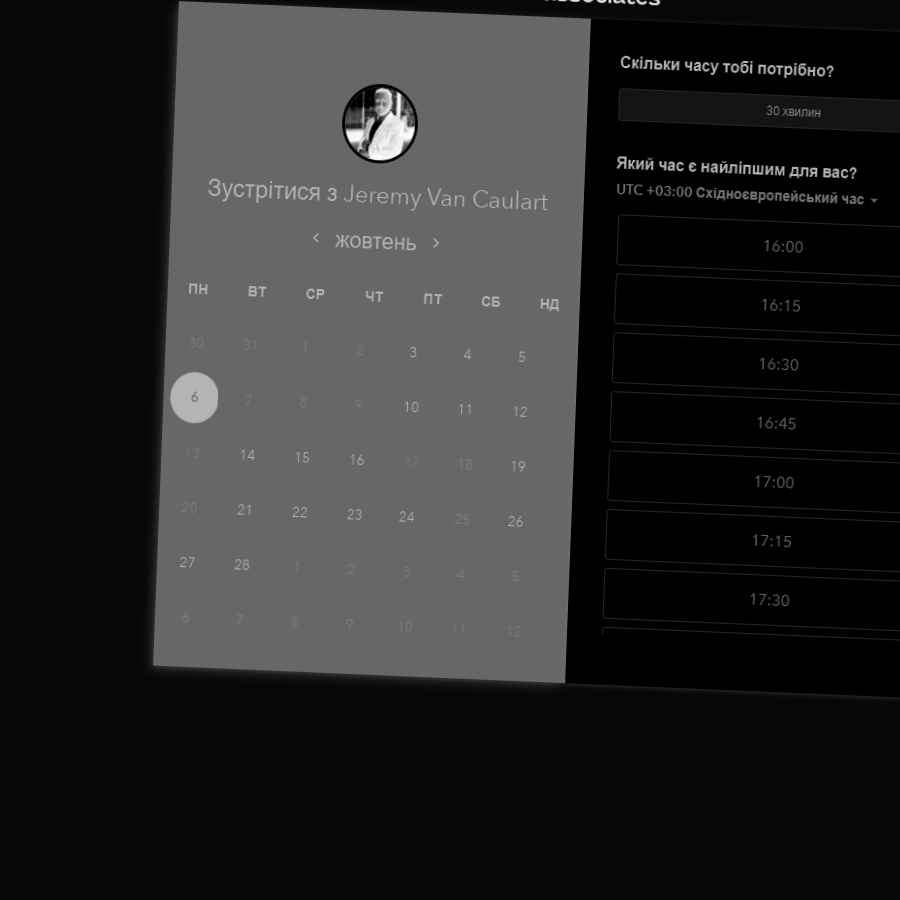 Зустрітися з Jeremy Van Caulart
‹ жовтень ›
ПН ВТ СР ЧТ ПТ СБ НД
30 31 1 2 3 4 5
6 7 8 9 10 11 12
13 14 15 16 17 18 19
20 21 22 23 24 25 26
27 28 1 2 3 4 5
6 7 8 9 10 11 12
Скільки часу тобі потрібно?
30 хвилин
Який час є найліпшим для вас?
UTC +03:00 Східноєвропейський час
16:00
16:15
16:30
16:45
17:00
17:15
17:30